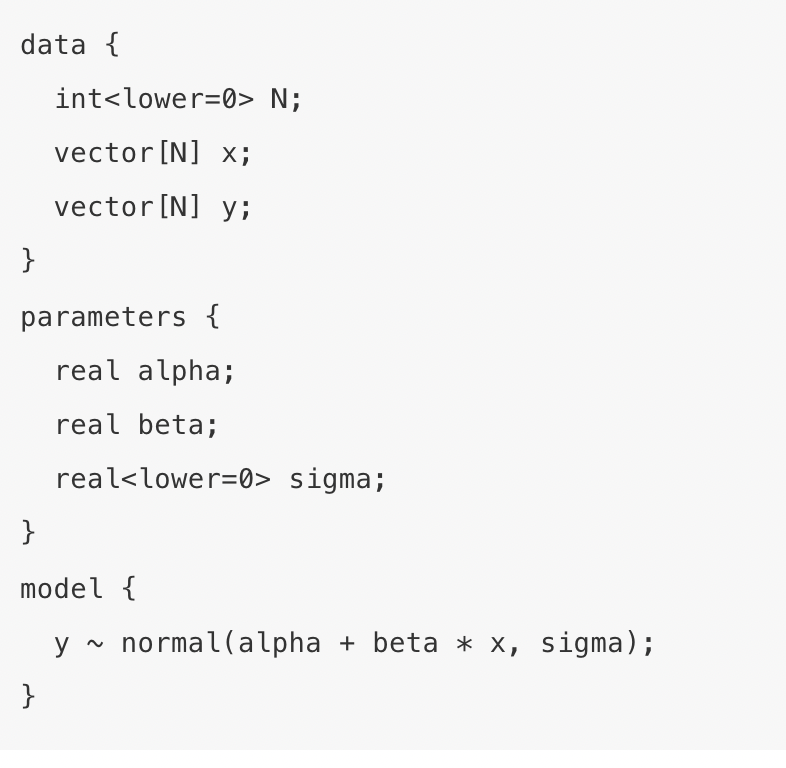 data {
  int<lower=0> N;
  vector[N] x;
  vector[N] y;
}
parameters {
  real alpha;
  real beta;
  real<lower=0> sigma;
}
model {
  y ~ normal(alpha + beta * x, sigma);
}